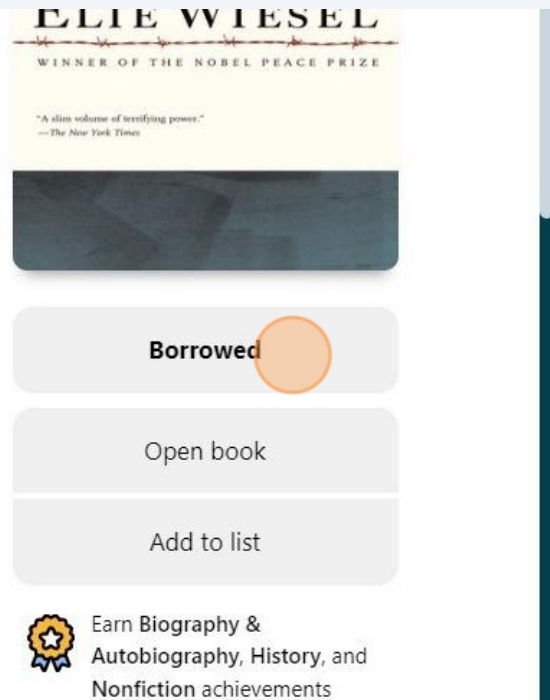 ELIE WIESEL
WINNER OF THE NOBEL PEACE PRIZE
"A slim volume of terrifying power."
—The New York Times
Borrowed
Open book
Add to list
Earn Biography &
Autobiography, History, and
Nonfiction achievements